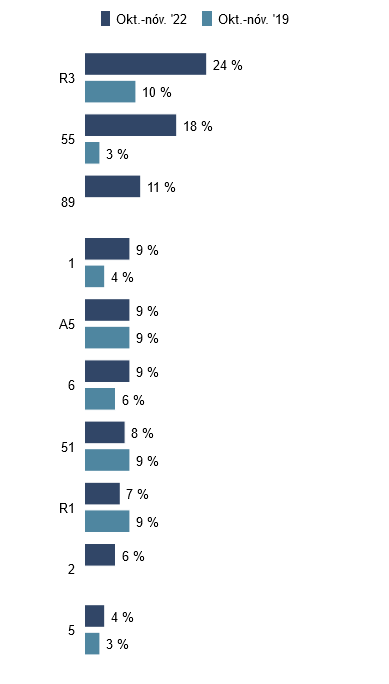 Okt.-nóv. '22 Okt.-nóv. '19
R3 24 %
10 %
55 18 %
3 %
89 11 %
1 9 %
4 %
A5 9 %
9 %
6 9 %
6 %
51 8 %
9 %
R1 7 %
9 %
2 6 %
5 4 %
3 %